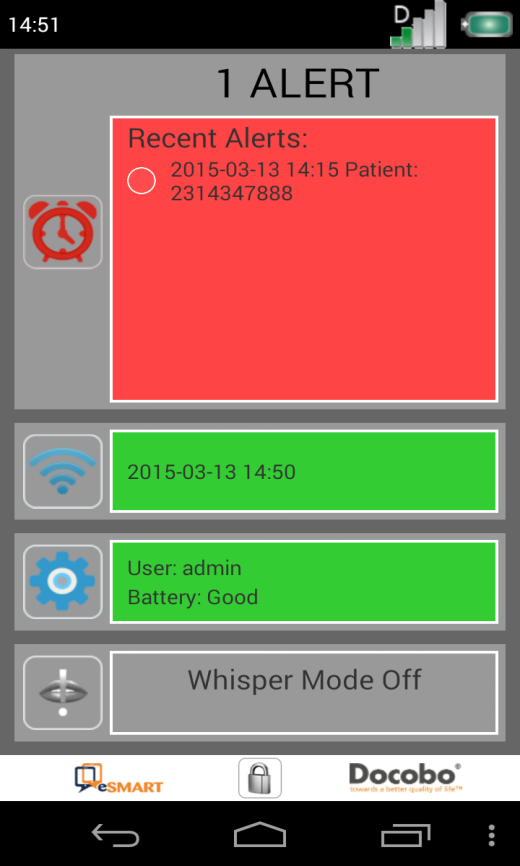 14:51
D
1 ALERT
Recent Alerts:
2015-03-13 14:15 Patient:
2314347888
2015-03-13 14:50
User: admin
Battery: Good
Whisper Mode Off
eSMART
Docobo®
towards a better quality of life™